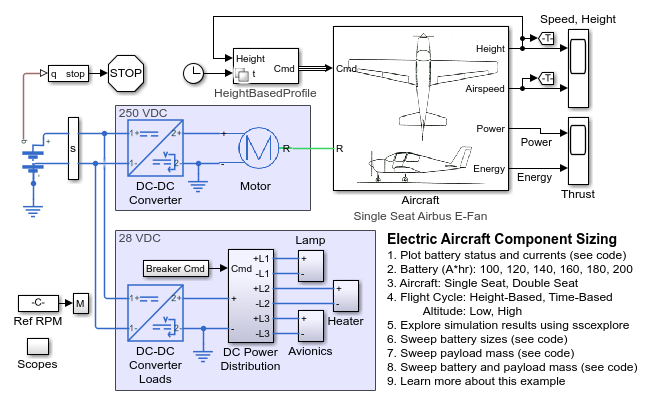 Speed, Height
Height
t
Cmd
HeightBasedProfile
Cmd
Height
-T-
Airspeed
-T-
Power
Power
Energy
Energy
Thrust
R
Aircraft
Single Seat Airbus E-Fan
q stop
STOP
250 VDC
s
1+
2+
1-
2-
DC-DC
Converter
+
-
M
R
Motor
28 VDC
Lamp
Breaker Cmd
Cmd
+L1
-L1
+L2
-L2
+L3
-L3
+
-
+
-
+
-
Heater
+
-
Avionics
1+
2+
1-
2-
DC-DC
Converter
Loads
DC Power
Distribution
-C-
M
Ref RPM
Scopes
Electric Aircraft Component Sizing
1. Plot battery status and currents (see code)
2. Battery (A*hr): 100, 120, 140, 160, 180, 200
3. Aircraft: Single Seat, Double Seat
4. Flight Cycle: Height-Based, Time-Based
Altitude: Low, High
5. Explore simulation results using sscexplore
6. Sweep battery sizes (see code)
7. Sweep payload mass (see code)
8. Sweep battery and payload mass (see code)
9. Learn more about this example